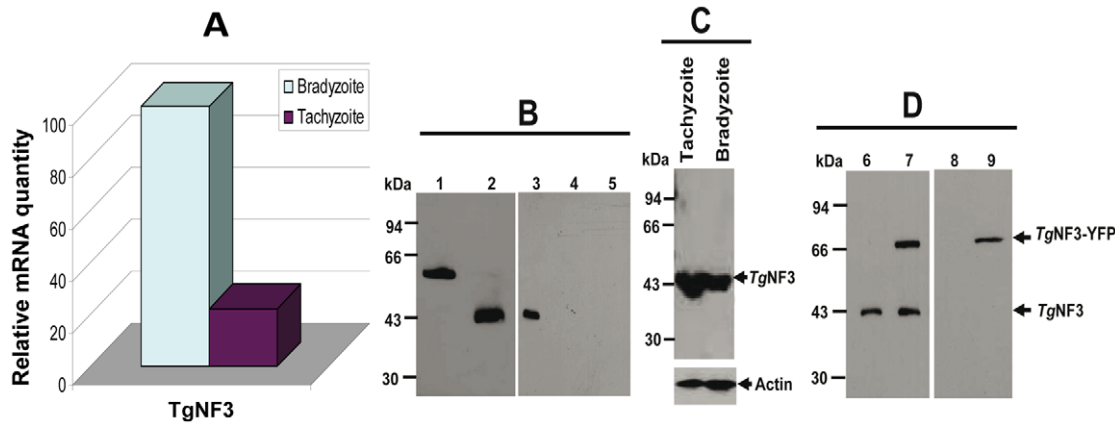 A
Bradyzoite
Tachyzoite
Relative mRNA quantity
100
80
60
40
20
0
TgNF3
B
kDa 1 2 3 4 5
94
66
43
30
C
Tachyzoite
Bradyzoite
kDa
94
66
43
30
TgNF3
Actin
D
kDa 6 7 8 9
94
66
43
30
TgNF3-YFP
TgNF3